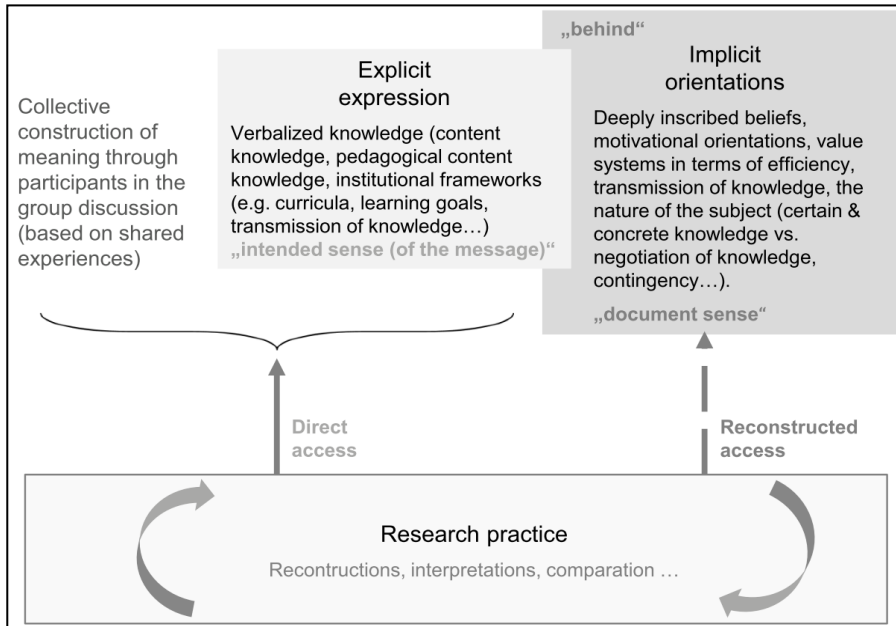 Collective
construction of
meaning through
participants in the
group discussion
(based on shared
experiences)
Explicit
expression
Verbalized knowledge (content
knowledge, pedagogical content
knowledge, institutional frameworks
(e.g. curricula, learning goals,
transmission of knowledge…)
„intended sense (of the message)“
„behind“
Implicit
orientations
Deeply inscribed beliefs,
motivational orientations, value
systems in terms of efficiency,
transmission of knowledge, the
nature of the subject (certain &
concrete knowledge vs.
negotiation of knowledge,
contingency…).
„document sense“
Direct
access
Reconstructed
access
Research practice
Recontructions, interpretations, comparation …